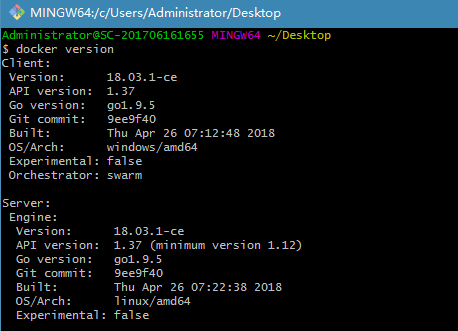 MINGW64:/c/Users/Administrator/Desktop
Administrator@SC-201706161655 MINGW64 ~/Desktop
$ docker version
Client:
 Version:      18.03.1-ce
 API version:  1.37
 Go version:   go1.9.5
 Git commit:   9ee9f40
 Built:        Thu Apr 26 07:12:48 2018
 OS/Arch:      windows/amd64
 Experimental: false
 Orchestrator: swarm

Server:
 Engine:
  Version:      18.03.1-ce
  API version:  1.37 (minimum version 1.12)
  Go version:   go1.9.5
  Git commit:   9ee9f40
  Built:        Thu Apr 26 07:22:38 2018
  OS/Arch:      linux/amd64
  Experimental: false